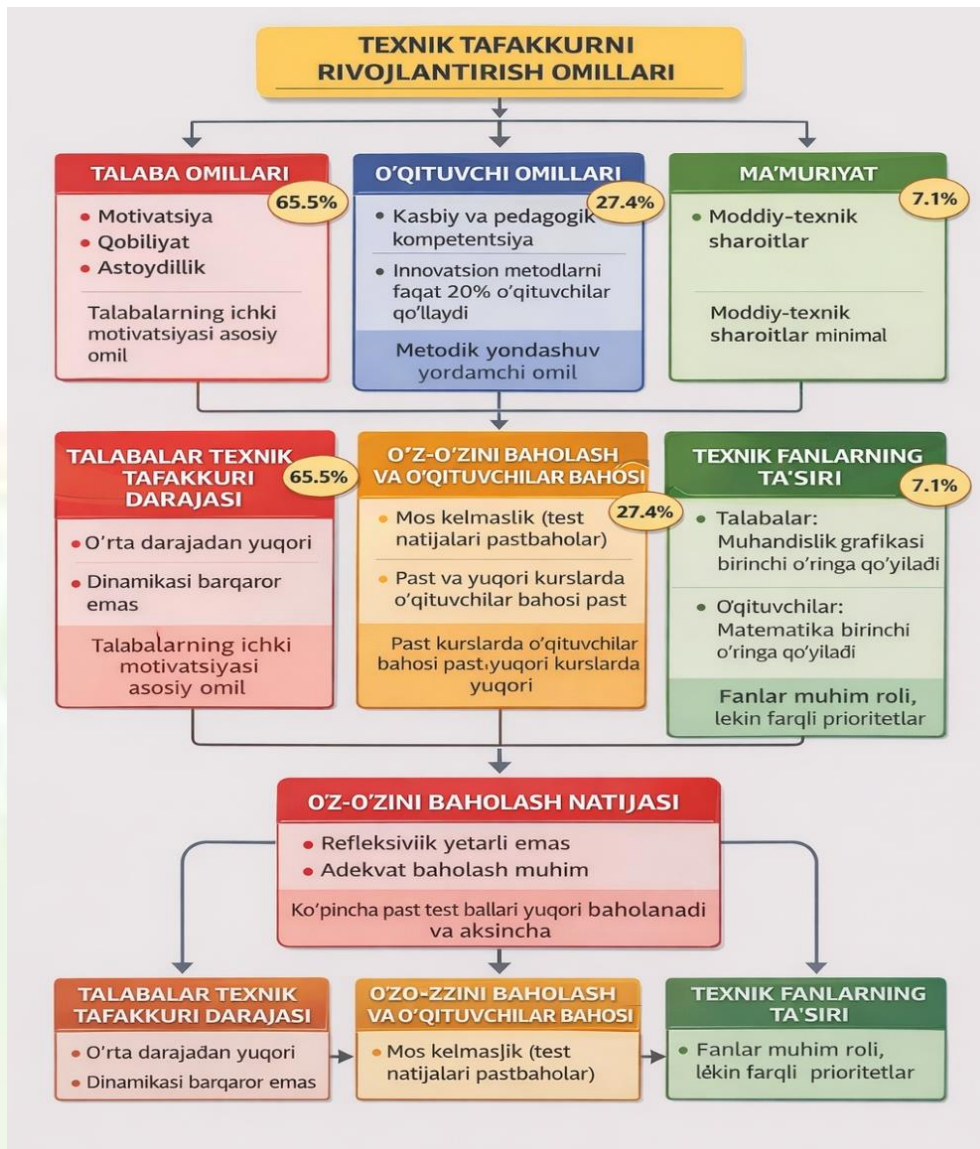 TEXNIK TAFAKKURNI
RIVOJLANTIRISH OMILLARI
TALABA OMILLARI
65.5%
• Motivatsiya
• Qobiliyat
• Astoydillik
Talabalarning ichki
motivatsiyasi asosiy
omil
O'QITUVCHI OMILLARI
27.4%
• Kasbiy va pedagogik
kompetentsiya
• Innovatsion metodlarni
faqat 20% o'qituvchilar
qo'llaydi
Metodik yondashuv
yordamchi omil
MA'MURIYAT
7.1%
• Moddiy-texnik
sharoitlar
Moddiy-texnik
sharoitlar minimal
TALABALAR TEXNIK
TAFAKKURI
DARAJASI
65.5%
• O'rta darajadan yuqori
• Dinamikasi barqaror
emas
Talabalarning ichki
motivatsiyasi
asosiy omil
O'Z-O'ZINI BAHOLASH
VA O'QITUVCHILAR BAHOSI
27.4%
• Mos kelmaslik (test
natijalari pastbaholar)
• Past va yuqori kurslarda
o'qituvchilar bahosi past
Past kurslarda o'qituvchilar
bahosi past, yuqori kurslarda
yuqori
TEXNIK FANLARNING
TA'SIRI
7.1%
• Talabalar:
Muhandislik grafikasi
birinchi o'ringa qo'yiladi
• O'qituvchilar:
Matematika birinchi
o'ringa qo'yiladi
Fanlar muhim roli,
lekin farqli prioritetlar
O'Z-O'ZINI BAHOLASH NATIJASI
• Refleksiviik yetarli emas
• Adekvat baholash muhim
Ko'pincha past test ballari yuqori baholanadi
va aksincha
TALABALAR TEXNIK
TAFAKKURI DARAJASI
• O'rta darajadan yuqori
• Dinamikasi barqaror emas
O'ZO-ZZINI BAHOLASH
VA O'QITUVCHILAR BAHOSI
• Mos kelmasjik (test
natijalari pastbaholar)
TEXNIK FANLARNING
TA'SIRI
• Fanlar muhim roli,
lekin farqli prioritetlar